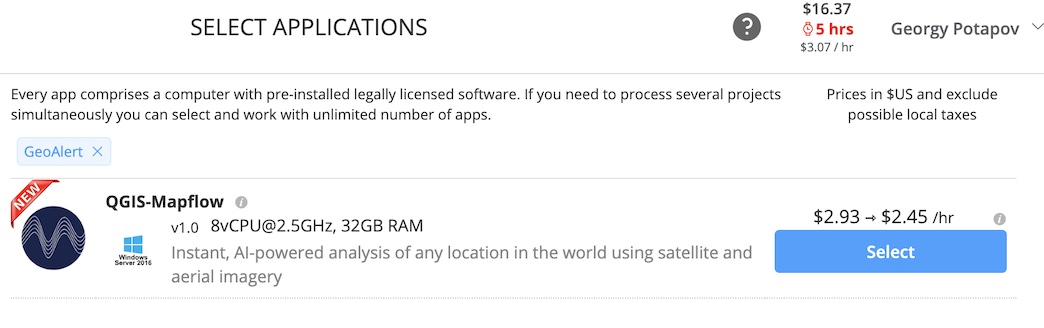 SELECT APPLICATIONS
?
$16.37
5 hrs
$3.07 / hr
Georgy Potapov
Every app comprises a computer with pre-installed legally licensed software. If you need to process several projects
simultaneously you can select and work with unlimited number of apps.
Prices in $US and exclude
possible local taxes
GeoAlert ×
NEW
QGIS-Mapflow i
v1.0 8vCPU@2.5GHz, 32GB RAM
Windows
Server 2016
Instant, AI-powered analysis of any location in the world using satellite and
aerial imagery
$2.93 → $2.45 /hr i
Select